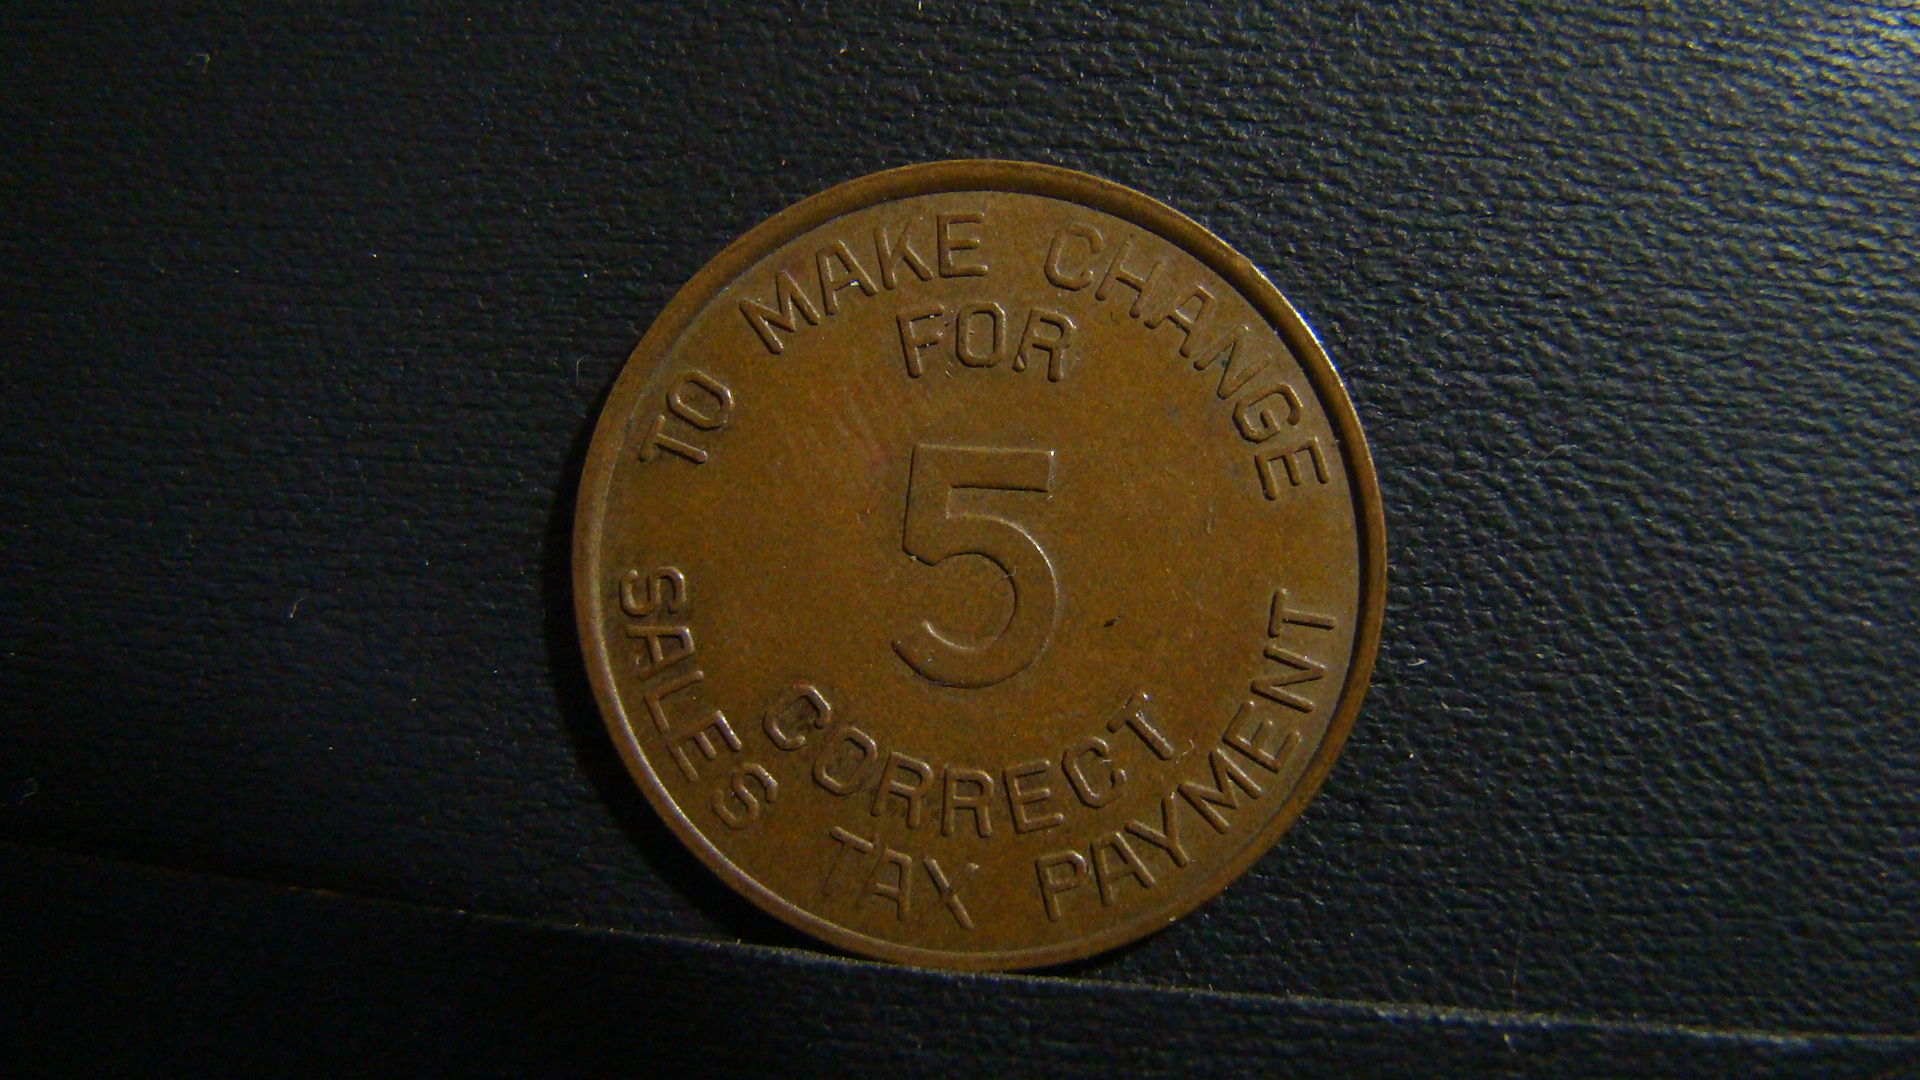 TO MAKE CHANGE
FOR
5
CORRECT
SALES TAX PAYMENT